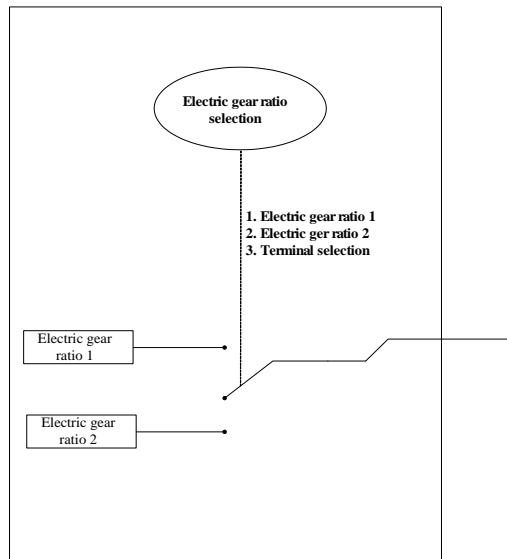 Electric gear ratio
selection
1. Electric gear ratio 1
2. Electric ger ratio 2
3. Terminal selection
Electric gear
ratio 1
Electric gear
ratio 2